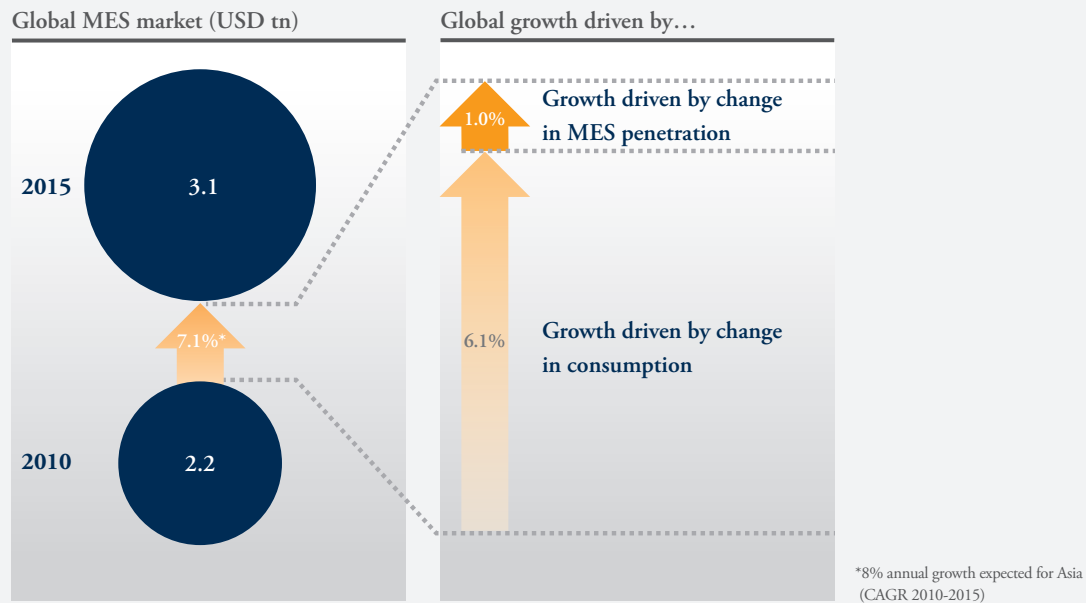 Global MES market (USD tn)
Global growth driven by…
2015
3.1
7.1%*
2010
2.2
1.0%
Growth driven by change
in MES penetration
6.1%
Growth driven by change
in consumption
*8% annual growth expected for Asia
(CAGR 2010-2015)